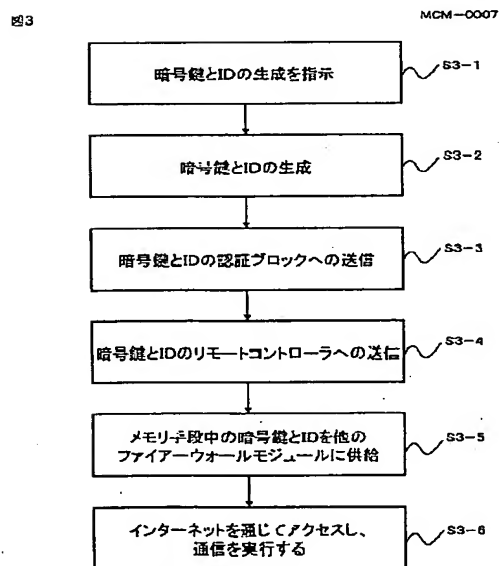 図3
MCM-0007
暗号鍵とIDの生成を指示
S3-1
暗号鍵とIDの生成
S3-2
暗号鍵とIDの認証ブロックへの送信
S3-3
暗号鍵とIDのリモートコントローラへの送信
S3-4
メモリ手段中の暗号鍵とIDを他の
ファイアーウォールモジュールに供給
S3-5
インターネットを通じてアクセスし、
通信を実行する
S3-6